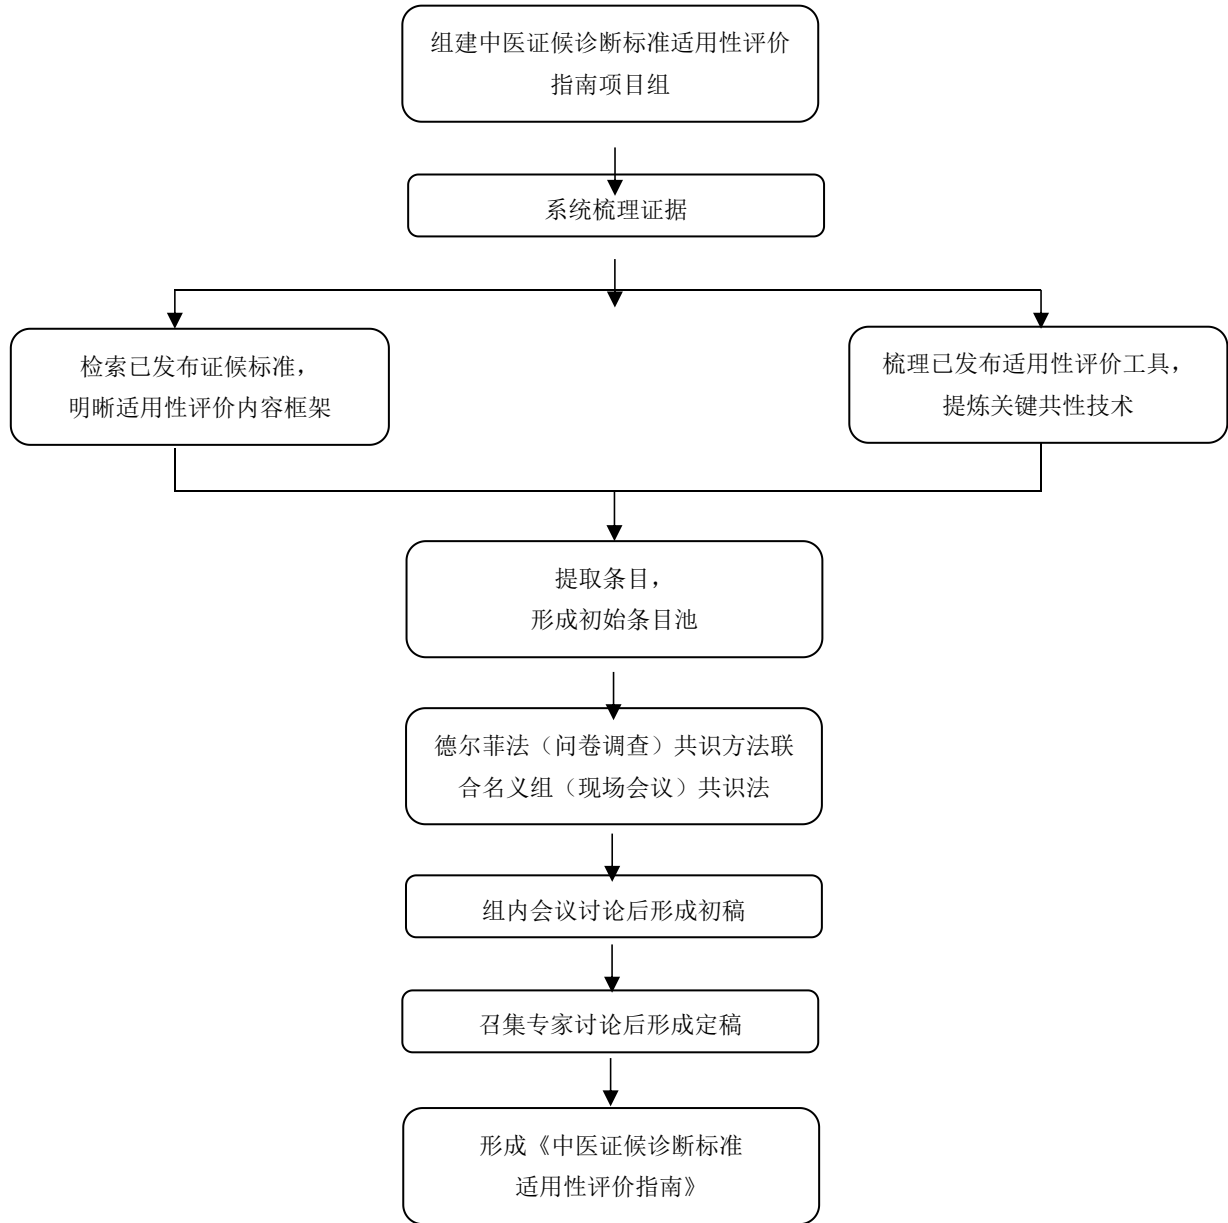 组建中医证候诊断标准适用性评价
指南项目组
系统梳理证据
检索已发布证候标准，
明晰适用性评价内容框架
梳理已发布适用性评价工具，
提炼关键共性技术
提取条目，
形成初始条目池
德尔菲法（问卷调查）共识方法联
合名义组（现场会议）共识法
组内会议讨论后形成初稿
召集专家讨论后形成定稿
形成《中医证候诊断标准
适用性评价指南》